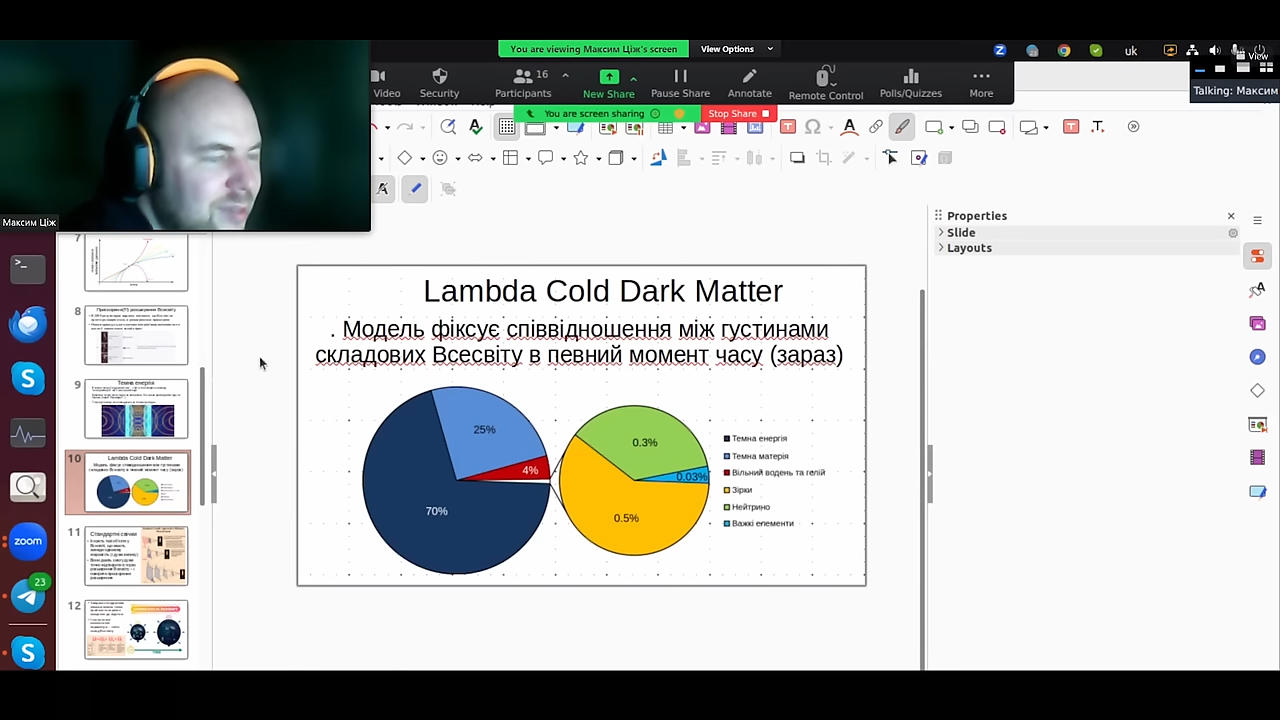 You are viewing Максим Ціж's screen
View Options
uk
View
Video
Security
Participants
16
New Share
Pause Share
Annotate
Remote Control
Polls/Quizzes
More
Talking: Максим
You are screen sharing
Stop Share
Максим Ціж
Properties
Slide
Layouts
7
8
9
Темна енергія
10
Lambda Cold Dark Matter
11
Стандартні свічки
12
zoom
23
Lambda Cold Dark Matter
. Модель фіксує співвідношення між густинами
складових Всесвіту в певний момент часу (зараз)
25%
4%
70%
0.3%
0.03%
0.5%
Темна енергія
Темна матерія
Вільний водень та гелій
Зірки
Нейтрино
Важкі елементи